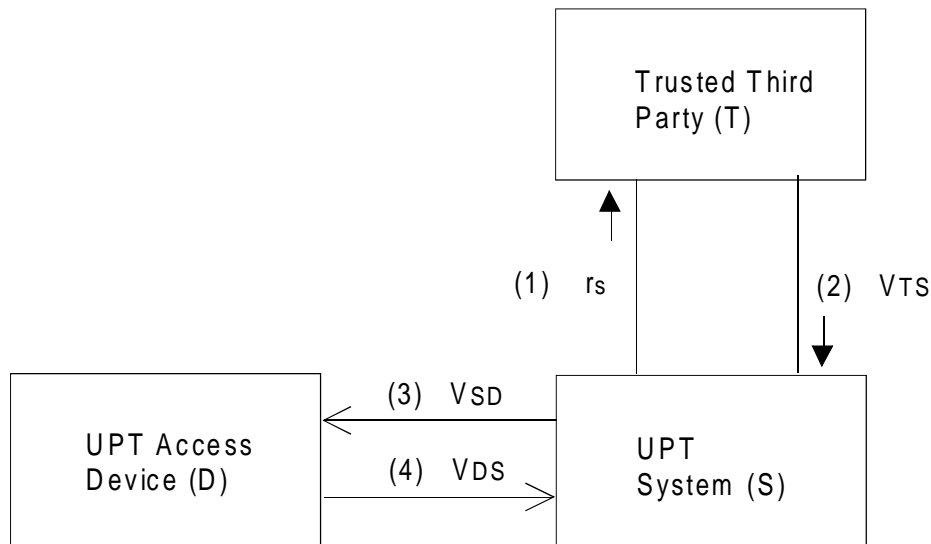 Trusted Third
Party (T)
(1) rs
(2) VTS
(3) VSD
UPT Access
Device (D)
(4) VDS
UPT
System (S)